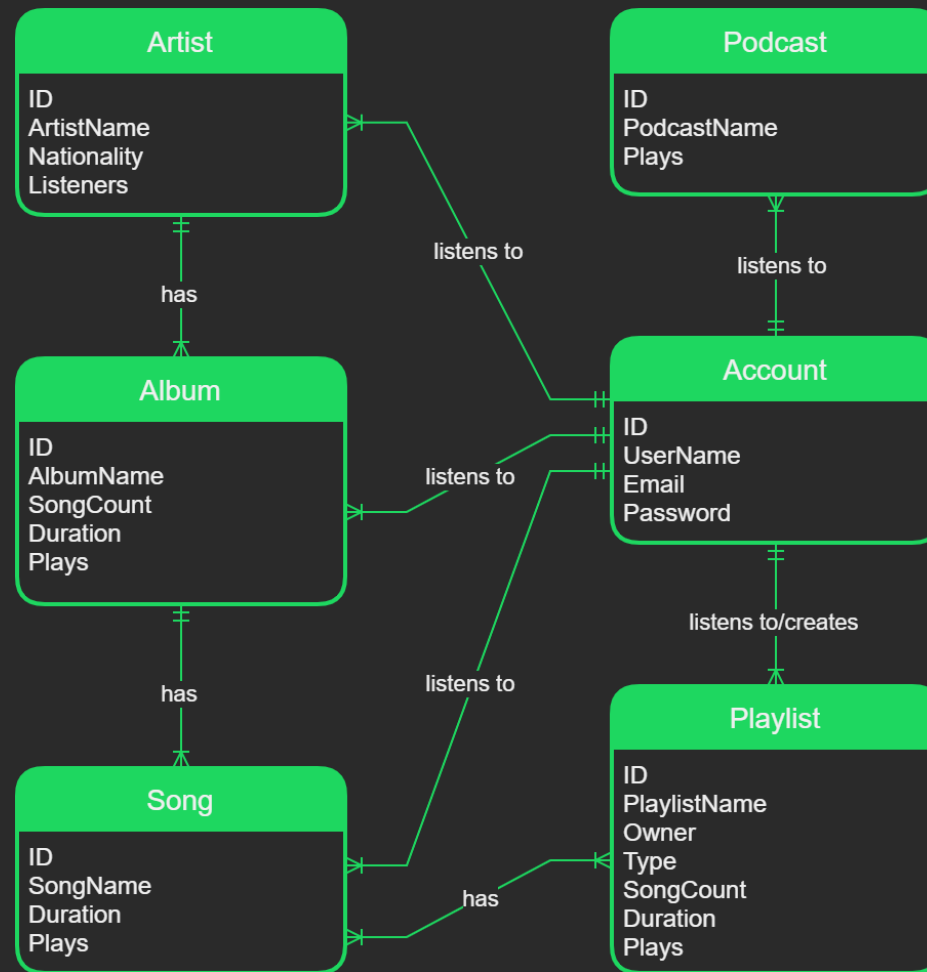 Artist
ID
ArtistName
Nationality
Listeners
Podcast
ID
PodcastName
Plays
listens to
listens to
has
Album
ID
AlbumName
SongCount
Duration
Plays
Account
ID
UserName
Email
Password
listens to
listens to/creates
listens to
has
Song
ID
SongName
Duration
Plays
Playlist
ID
PlaylistName
Owner
Type
SongCount
Duration
Plays
has